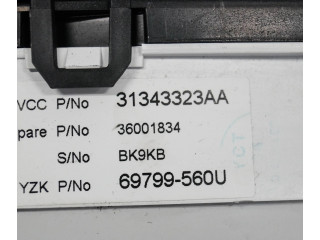 VCC P/No 31343323AA
pare P/No 36001834
S/No BK9KB
YZK P/No 69799-560U